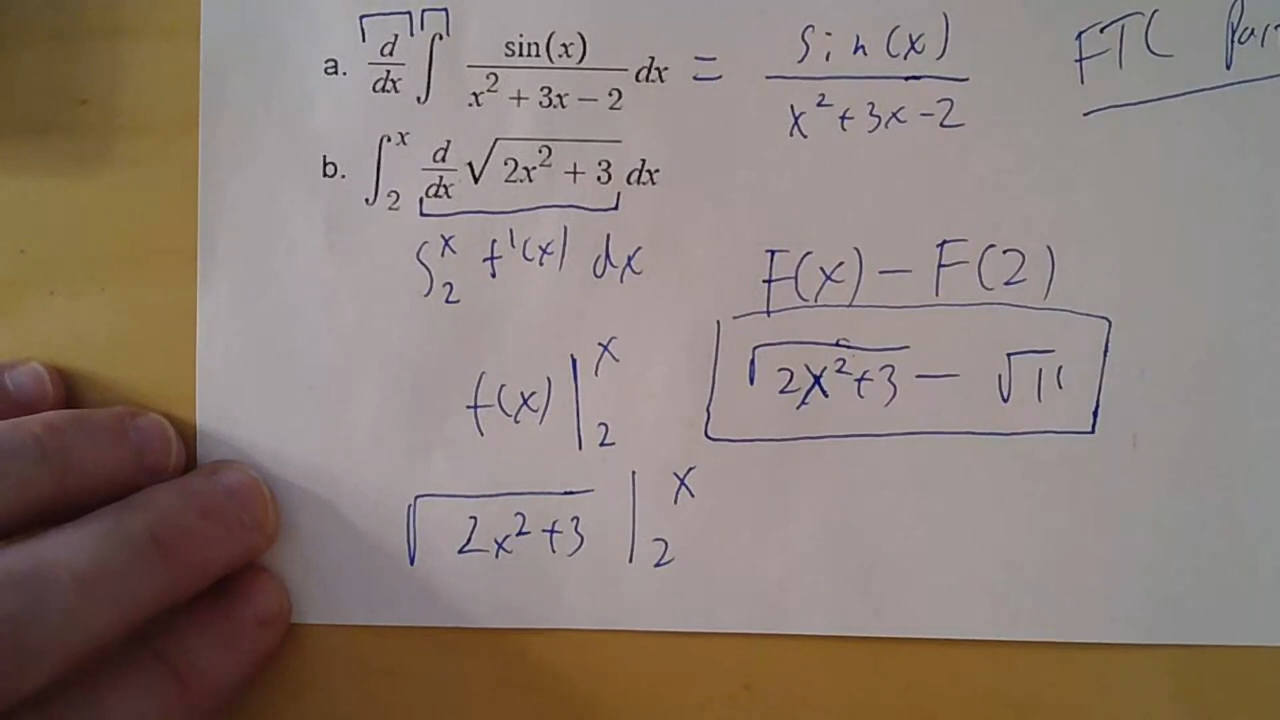 a. d/dx ∫ sin(x)/(x² + 3x − 2) dx = sin(x)/(x²+3x-2) FTC
b. ∫₂ˣ d/dx √(2x² + 3) dx
∫₂ˣ f'(x) dx
F(x) − F(2)
√(2x²+3) − √11
f(x) |₂ˣ
√(2x²+3) |₂ˣ